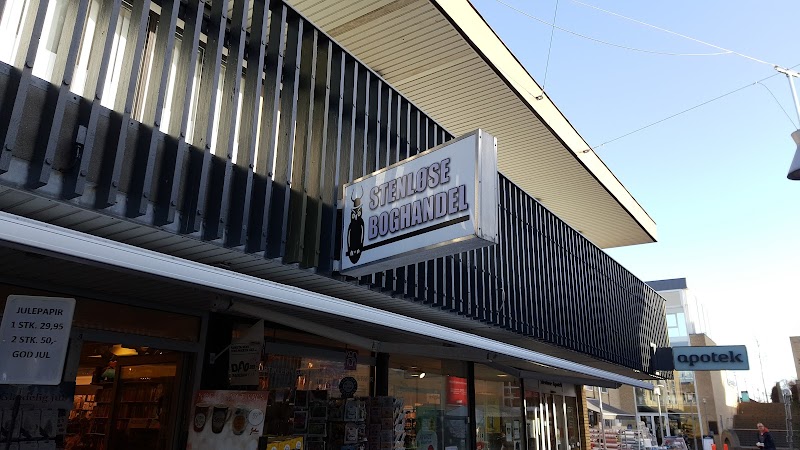 STENLØSE
BOGHANDEL
JULEPAPIR
1 STK. 29,95
2 STK. 50,-
GOD JUL
apotek